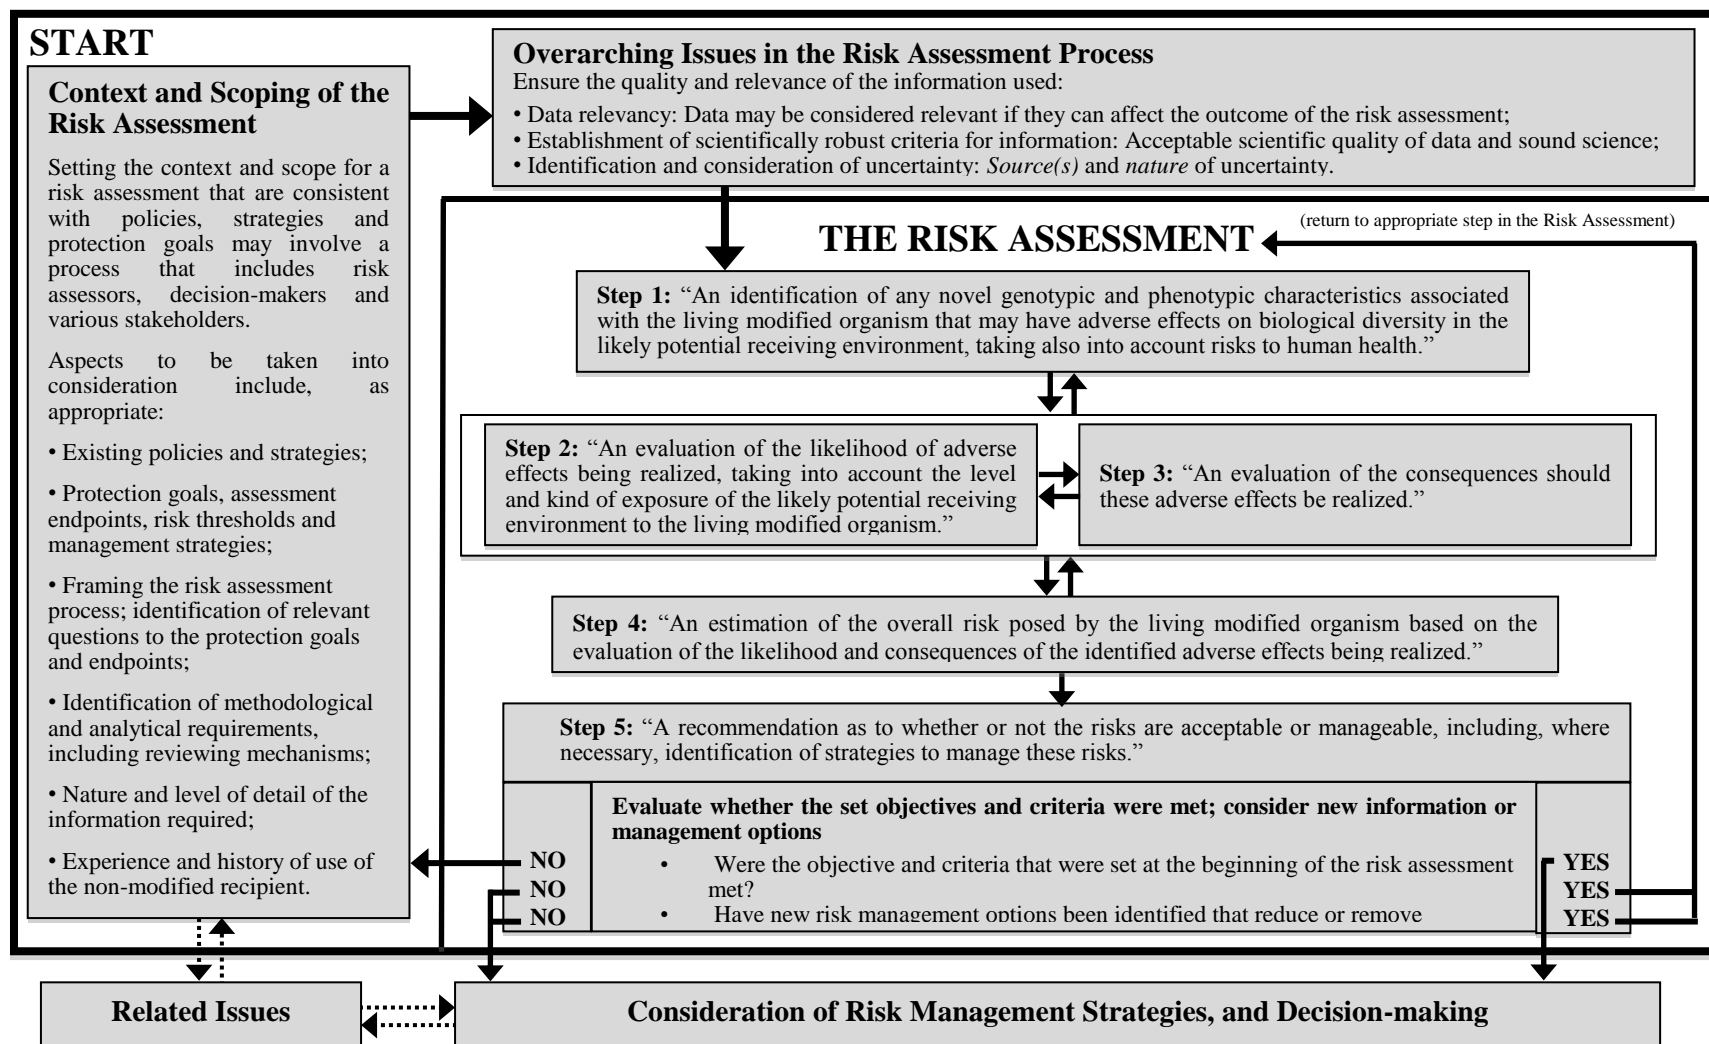 START
Context and Scoping of the
Risk Assessment
Setting the context and scope for a
risk assessment that are consistent
with policies, strategies and
protection goals may involve a
process that includes risk
assessors, decision-makers and
various stakeholders.
Aspects to be taken into
consideration include, as
appropriate:
• Existing policies and strategies;
• Protection goals, assessment
endpoints, risk thresholds and
management strategies;
• Framing the risk assessment
process; identification of relevant
questions to the protection goals
and endpoints;
• Identification of methodological
and analytical requirements,
including reviewing mechanisms;
• Nature and level of detail of the
information required;
• Experience and history of use of
the non-modified recipient.
Overarching Issues in the Risk Assessment Process
Ensure the quality and relevance of the information used:
• Data relevancy: Data may be considered relevant if they can affect the outcome of the risk assessment;
• Establishment of scientifically robust criteria for information: Acceptable scientific quality of data and sound science;
• Identification and consideration of uncertainty: Source(s) and nature of uncertainty.
THE RISK ASSESSMENT
(return to appropriate step in the Risk Assessment)
Step 1: “An identification of any novel genotypic and phenotypic characteristics associated
with the living modified organism that may have adverse effects on biological diversity in the
likely potential receiving environment, taking also into account risks to human health.”
Step 2: “An evaluation of the likelihood of adverse
effects being realized, taking into account the level
and kind of exposure of the likely potential receiving
environment to the living modified organism.”
Step 3: “An evaluation of the consequences should
these adverse effects be realized.”
Step 4: “An estimation of the overall risk posed by the living modified organism based on the
evaluation of the likelihood and consequences of the identified adverse effects being realized.”
Step 5: “A recommendation as to whether or not the risks are acceptable or manageable, including, where
necessary, identification of strategies to manage these risks.”
Evaluate whether the set objectives and criteria were met; consider new information or
management options
• Were the objective and criteria that were set at the beginning of the risk assessment
met?
• Have new risk management options been identified that reduce or remove
NO
NO
NO
YES
YES
YES
Related Issues
Consideration of Risk Management Strategies, and Decision-making